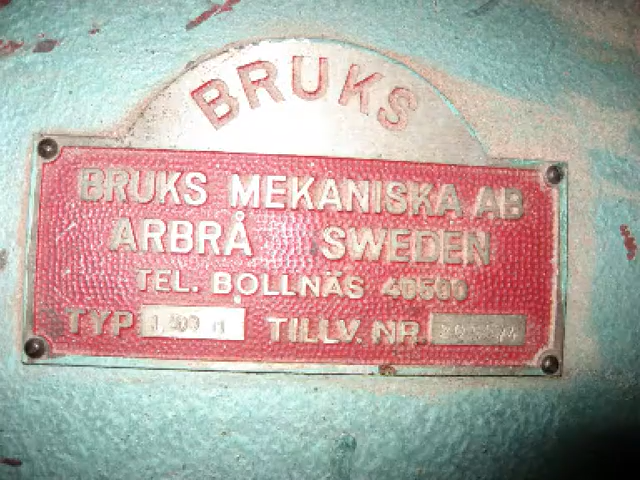 BRUKS
BRUKS MEKANISKA AB
ARBRÅ SWEDEN
TEL. BOLLNÄS 40500
TYP TILLV. NR.